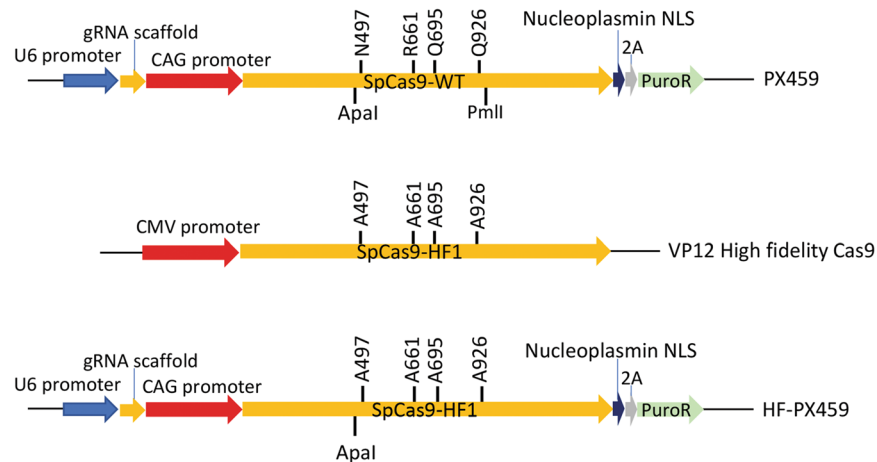 Nucleoplasmin NLS
gRNA scaffold
U6 promoter
CAG promoter
N497
R661
Q695
Q926
2A
SpCas9-WT
PuroR
PX459
ApaI
PmlI
CMV promoter
A497
A661
A695
A926
SpCas9-HF1
VP12 High fidelity Cas9
Nucleoplasmin NLS
gRNA scaffold
U6 promoter
CAG promoter
A497
A661
A695
A926
2A
SpCas9-HF1
PuroR
HF-PX459
ApaI